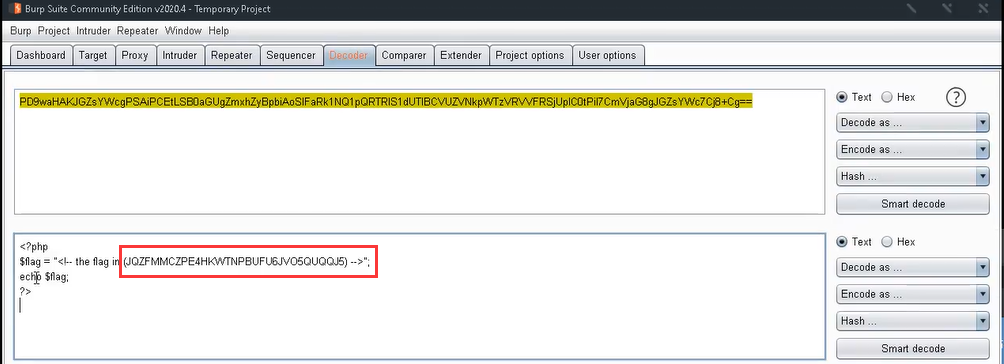 Burp Suite Community Edition v2020.4 - Temporary Project
Burp Project Intruder Repeater Window Help
Dashboard Target Proxy Intruder Repeater Sequencer Decoder Comparer Extender Project options User options
PD9waHAKJGZsYWcgPSAiPCEtLSB0aGUgZmxhZyBpbiAoSlFaRk1NQ1pQRTRIS1dUTlBCVUZVNkpWTzVRVVFRSjUpIC0tPiI7CmVjaG8gJGZsYWc7Cj8+Cg==
Text Hex ?
Decode as ...
Encode as ...
Hash ...
Smart decode
<?php
$flag = "<!-- the flag in (JQZFMMCZPE4HKWTNPBUFU6JVO5QUQQJ5) -->";
echo $flag;
?>
Text Hex
Decode as ...
Encode as ...
Hash ...
Smart decode